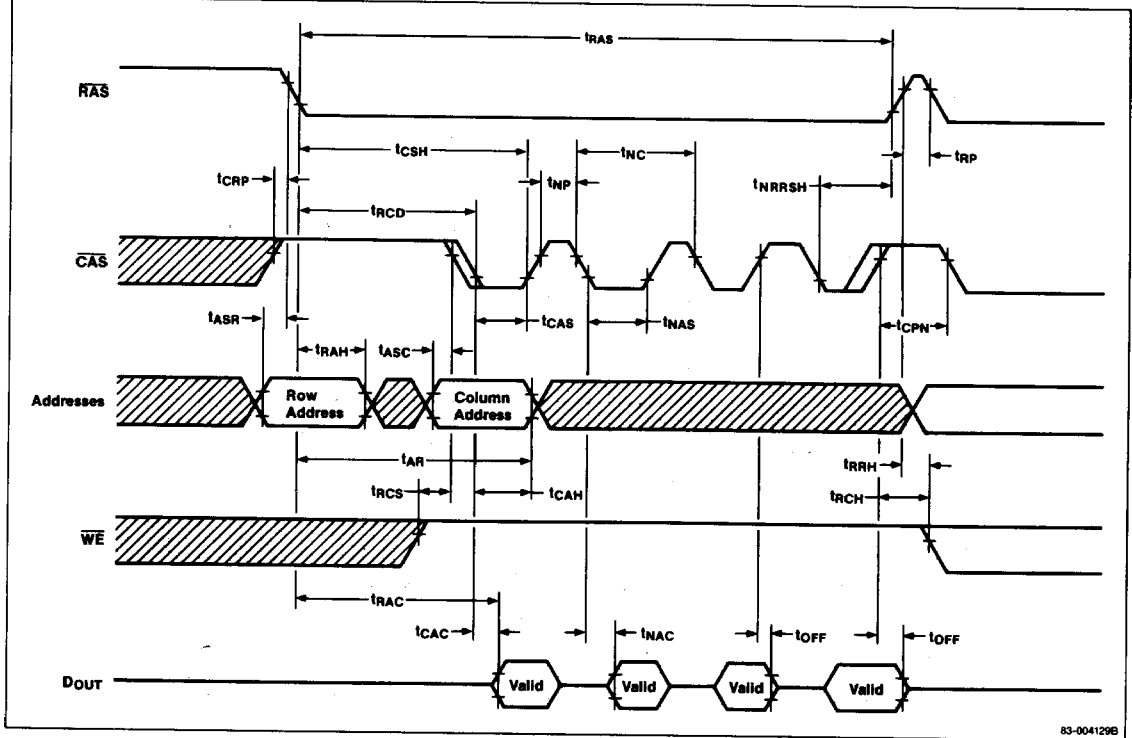 tRAS
RAS
tCSH
tNC
tRP
tCRP
tNP
tNRRSH
tRCD
CAS
tASR
tCAS
tNAS
tCPN
tRAH
tASC
Addresses
Row
Address
Column
Address
tAR
tRRH
tRCS
tCAH
tRCH
WE
tRAC
tCAC
tNAC
tOFF
tOFF
DOUT
Valid
Valid
Valid
Valid
83-004129B